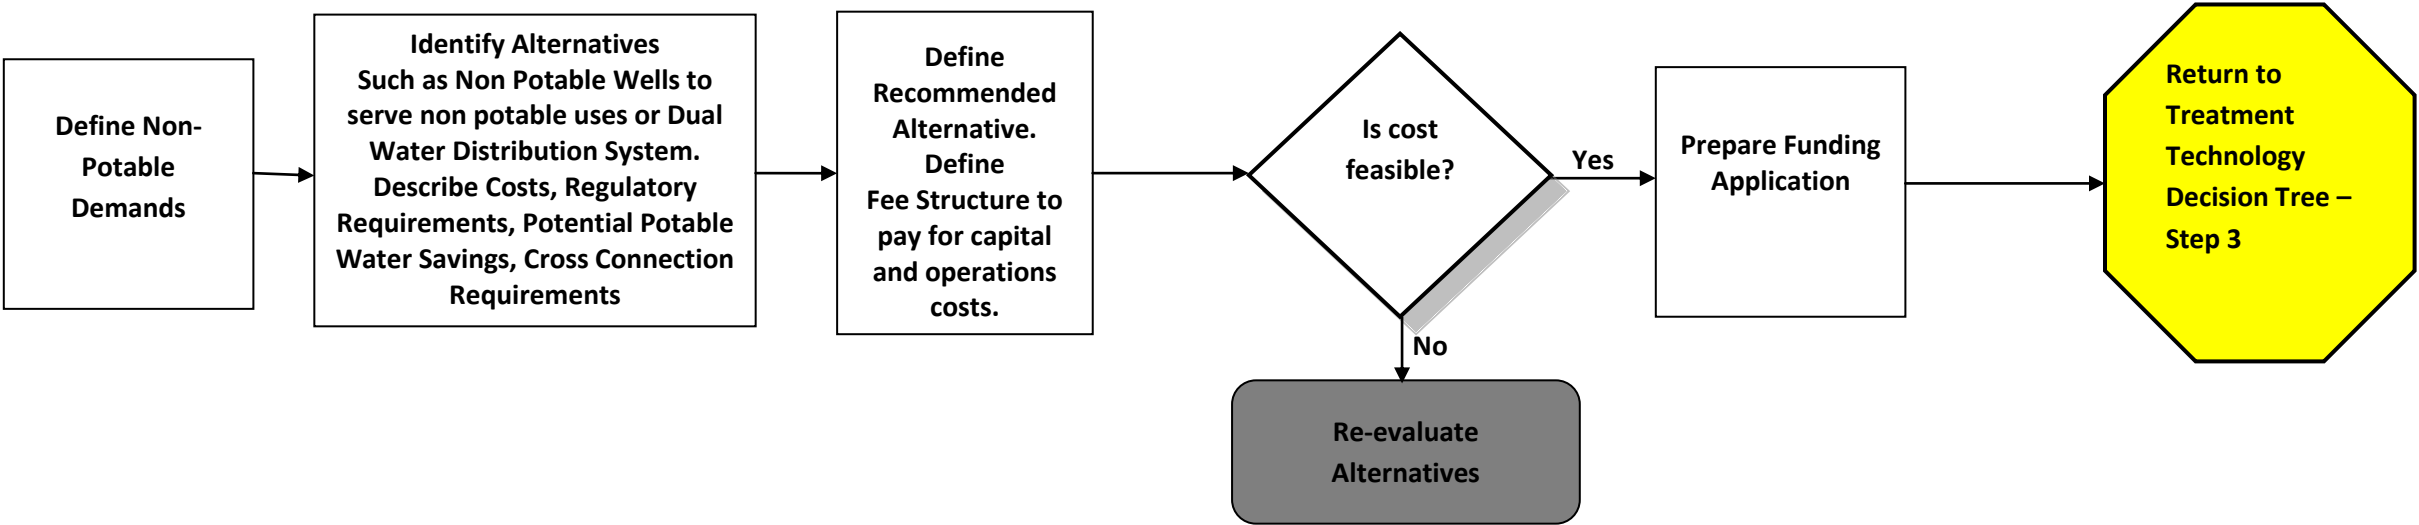 Define Non-
Potable
Demands
Identify Alternatives
Such as Non Potable Wells to
serve non potable uses or Dual
Water Distribution System.
Describe Costs, Regulatory
Requirements, Potential Potable
Water Savings, Cross Connection
Requirements
Define
Recommended
Alternative.
Define
Fee Structure to
pay for capital
and operations
costs.
Is cost
feasible?
Yes
No
Re-evaluate
Alternatives
Prepare Funding
Application
Return to
Treatment
Technology
Decision Tree –
Step 3